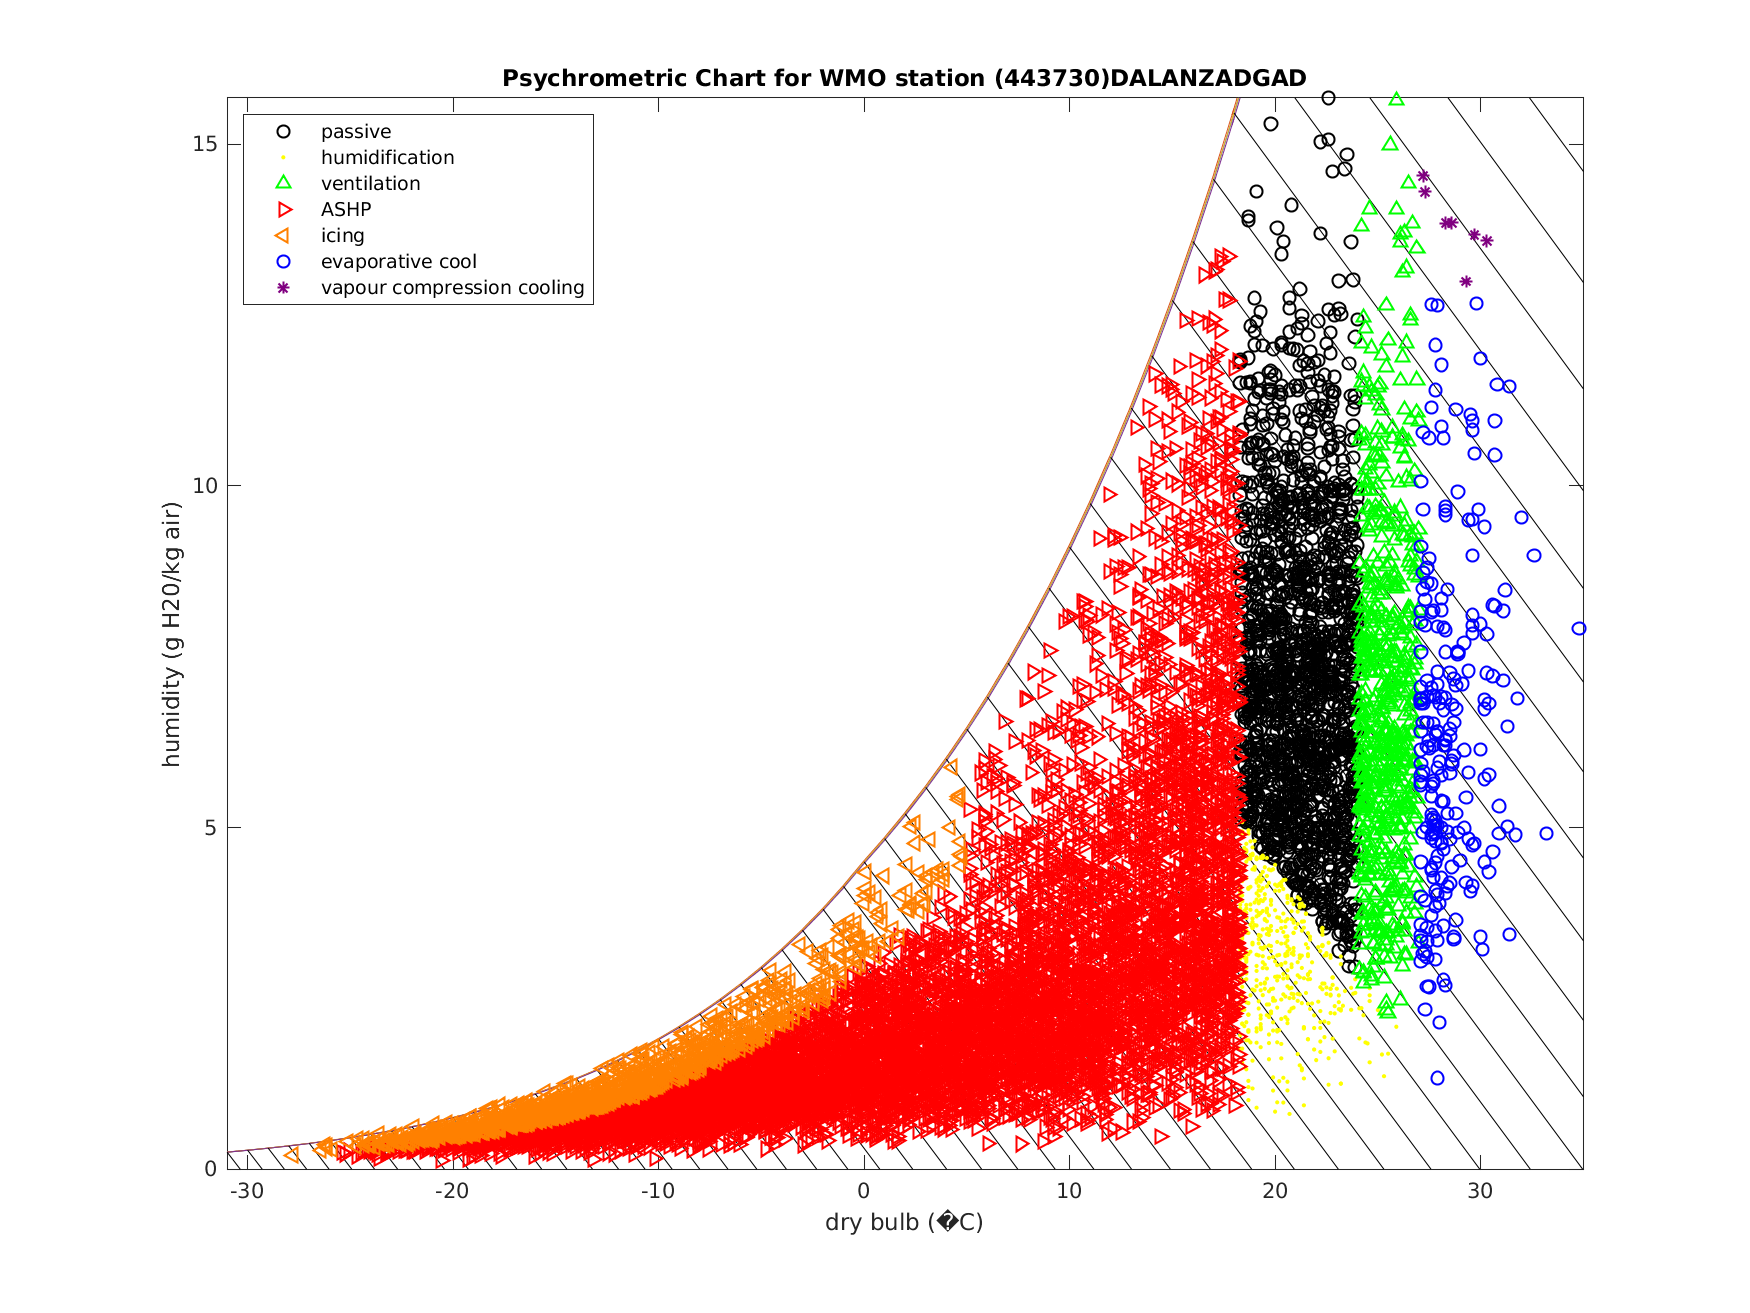 Psychrometric Chart for WMO station (443730)DALANZADGAD
passive
humidification
ventilation
ASHP
icing
evaporative cool
vapour compression cooling
15
10
5
0
humidity (g H20/kg air)
-30 -20 -10 0 10 20 30
dry bulb (�C)